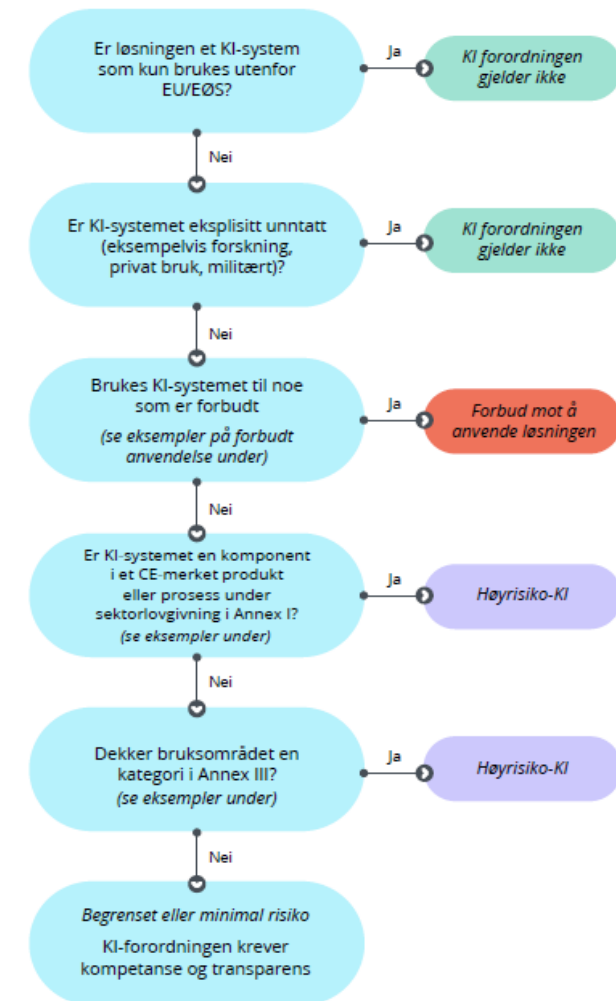 Er løsningen et KI-system
som kun brukes utenfor
EU/EØS?
Ja
KI forordningen
gjelder ikke
Nei
Er KI-systemet eksplisitt unntatt
(eksempelvis forskning,
privat bruk, militært)?
Ja
KI forordningen
gjelder ikke
Nei
Brukes KI-systemet til noe
som er forbudt
(se eksempler på forbudt
anvendelse under)
Ja
Forbud mot å
anvende løsningen
Nei
Er KI-systemet en komponent
i et CE-merket produkt
eller prosess under
sektorlovgivning i Annex I?
(se eksempler under)
Ja
Høyrisiko-KI
Nei
Dekker bruksområdet en
kategori i Annex III?
(se eksempler under)
Ja
Høyrisiko-KI
Nei
Begrenset eller minimal risiko
KI-forordningen krever
kompetanse og transparens